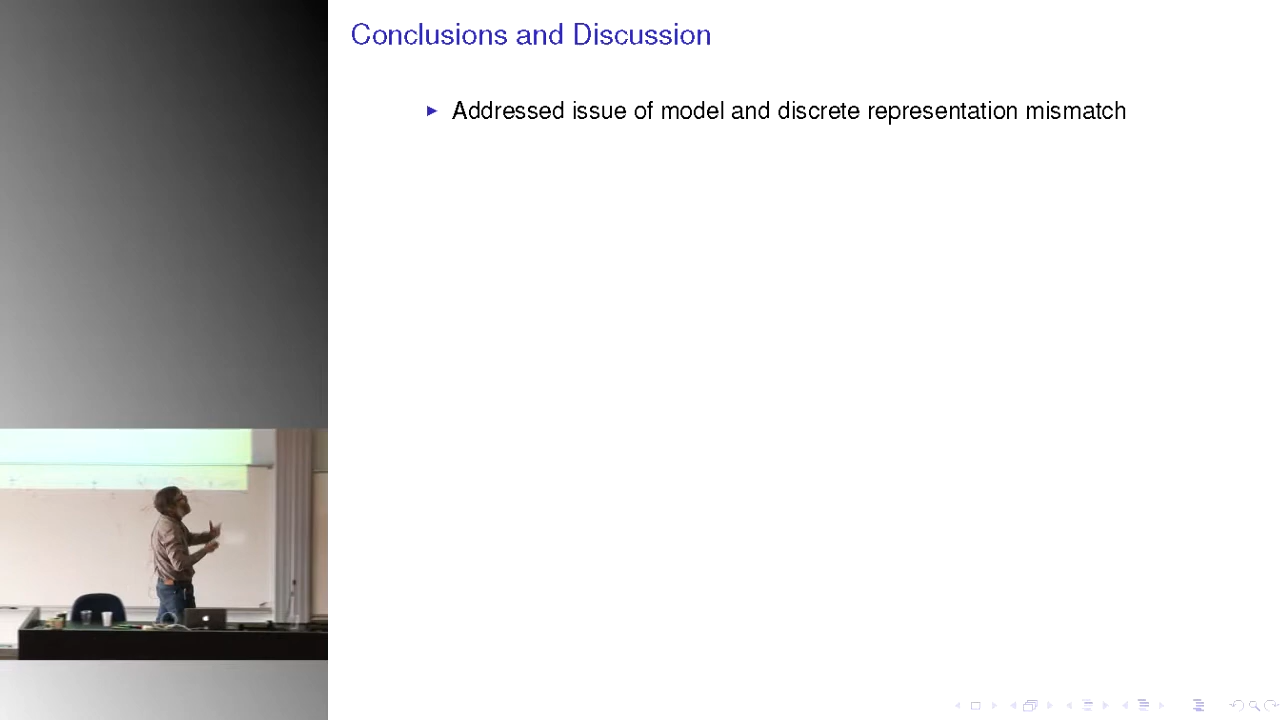 Conclusions and Discussion
Addressed issue of model and discrete representation mismatch